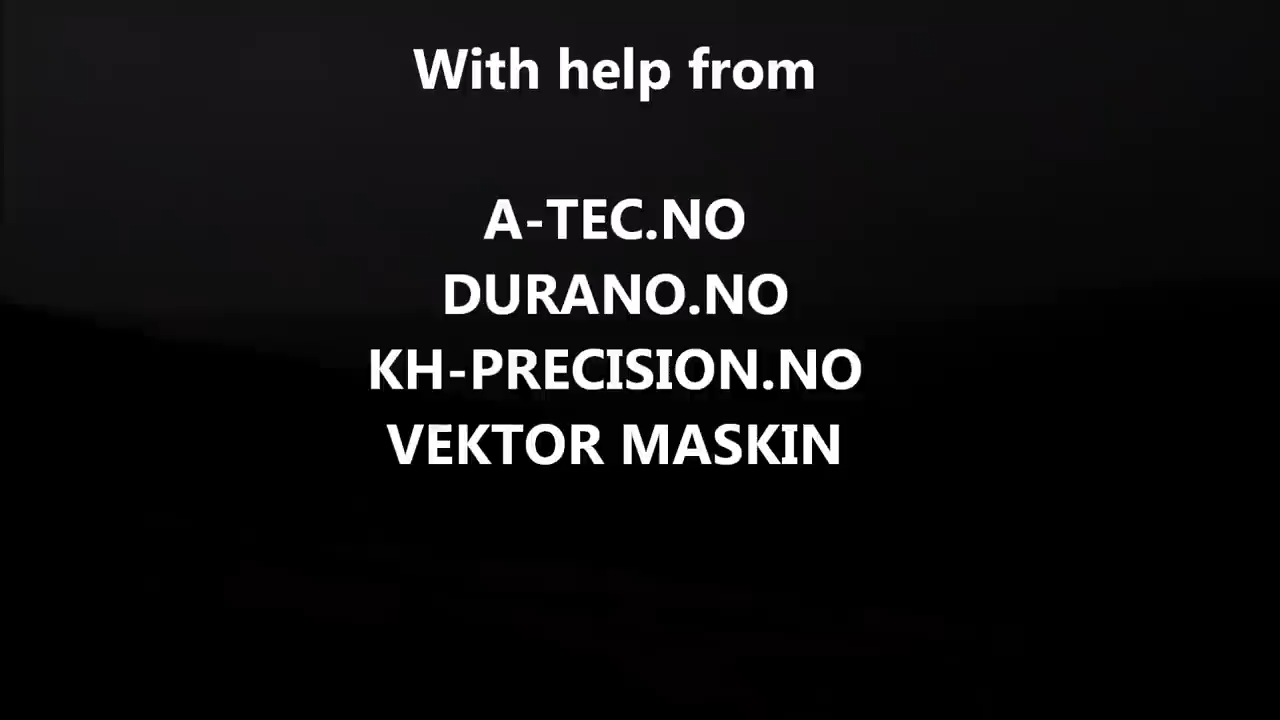 With help from
A-TEC.NO
DURANO.NO
KH-PRECISION.NO
VEKTOR MASKIN